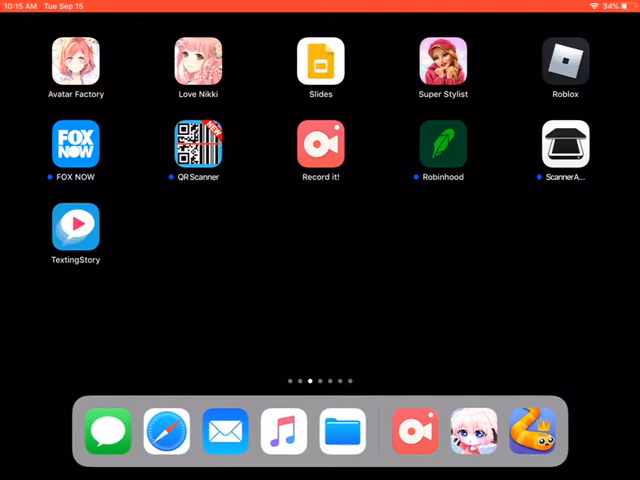 10:15 AM Tue Sep 15 34%
Avatar Factory Love Nikki Slides Super Stylist Roblox
FOX
NOW
NEW
FOX NOW QR Scanner Record it! Robinhood ScannerA...
TextingStory